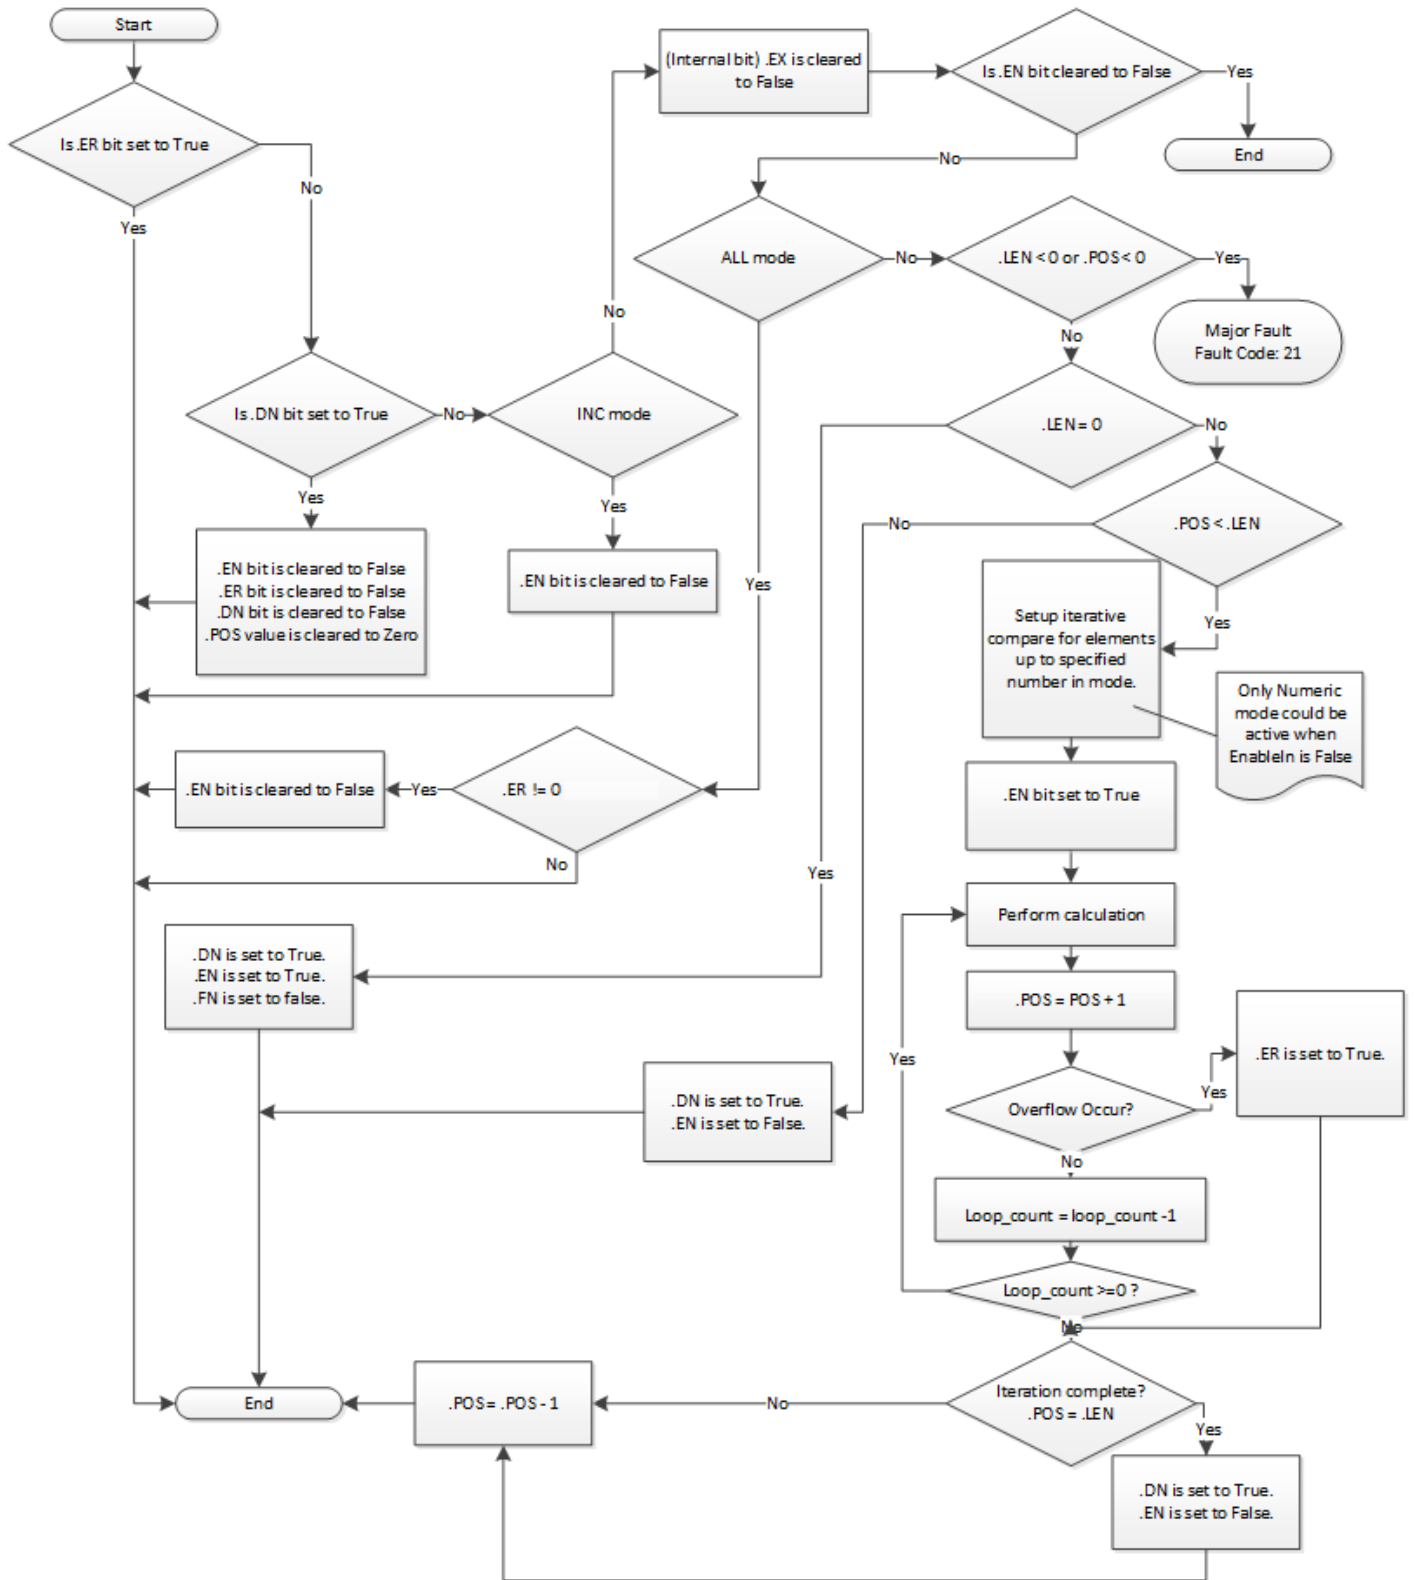 Start
Is .ER bit set to True
No
Yes
Is .DN bit set to True
No
Yes
.EN bit is cleared to False
.ER bit is cleared to False
.DN bit is cleared to False
.POS value is cleared to Zero
INC mode
No
Yes
.EN bit is cleared to False
(Internal bit) .EX is cleared
to False
Is .EN bit cleared to False
Yes
End
No
ALL mode
No
Yes
.LEN < 0 or .POS < 0
Yes
Major Fault
Fault Code: 21
No
.LEN = 0
No
Yes
.POS < .LEN
No
Yes
Setup iterative
compare for elements
up to specified
number in mode.
Only Numeric
mode could be
active when
EnableIn is False
.ER != 0
Yes
.EN bit is cleared to False
No
.EN bit set to True
Perform calculation
.POS = POS + 1
Overflow Occur?
Yes
.ER is set to True.
No
Loop_count = loop_count -1
Loop_count >=0 ?
Yes
No
.DN is set to True.
.EN is set to True.
.FN is set to false.
.DN is set to True.
.EN is set to False.
Iteration complete?
.POS = .LEN
No
Yes
.DN is set to True.
.EN is set to False.
.POS = .POS - 1
End